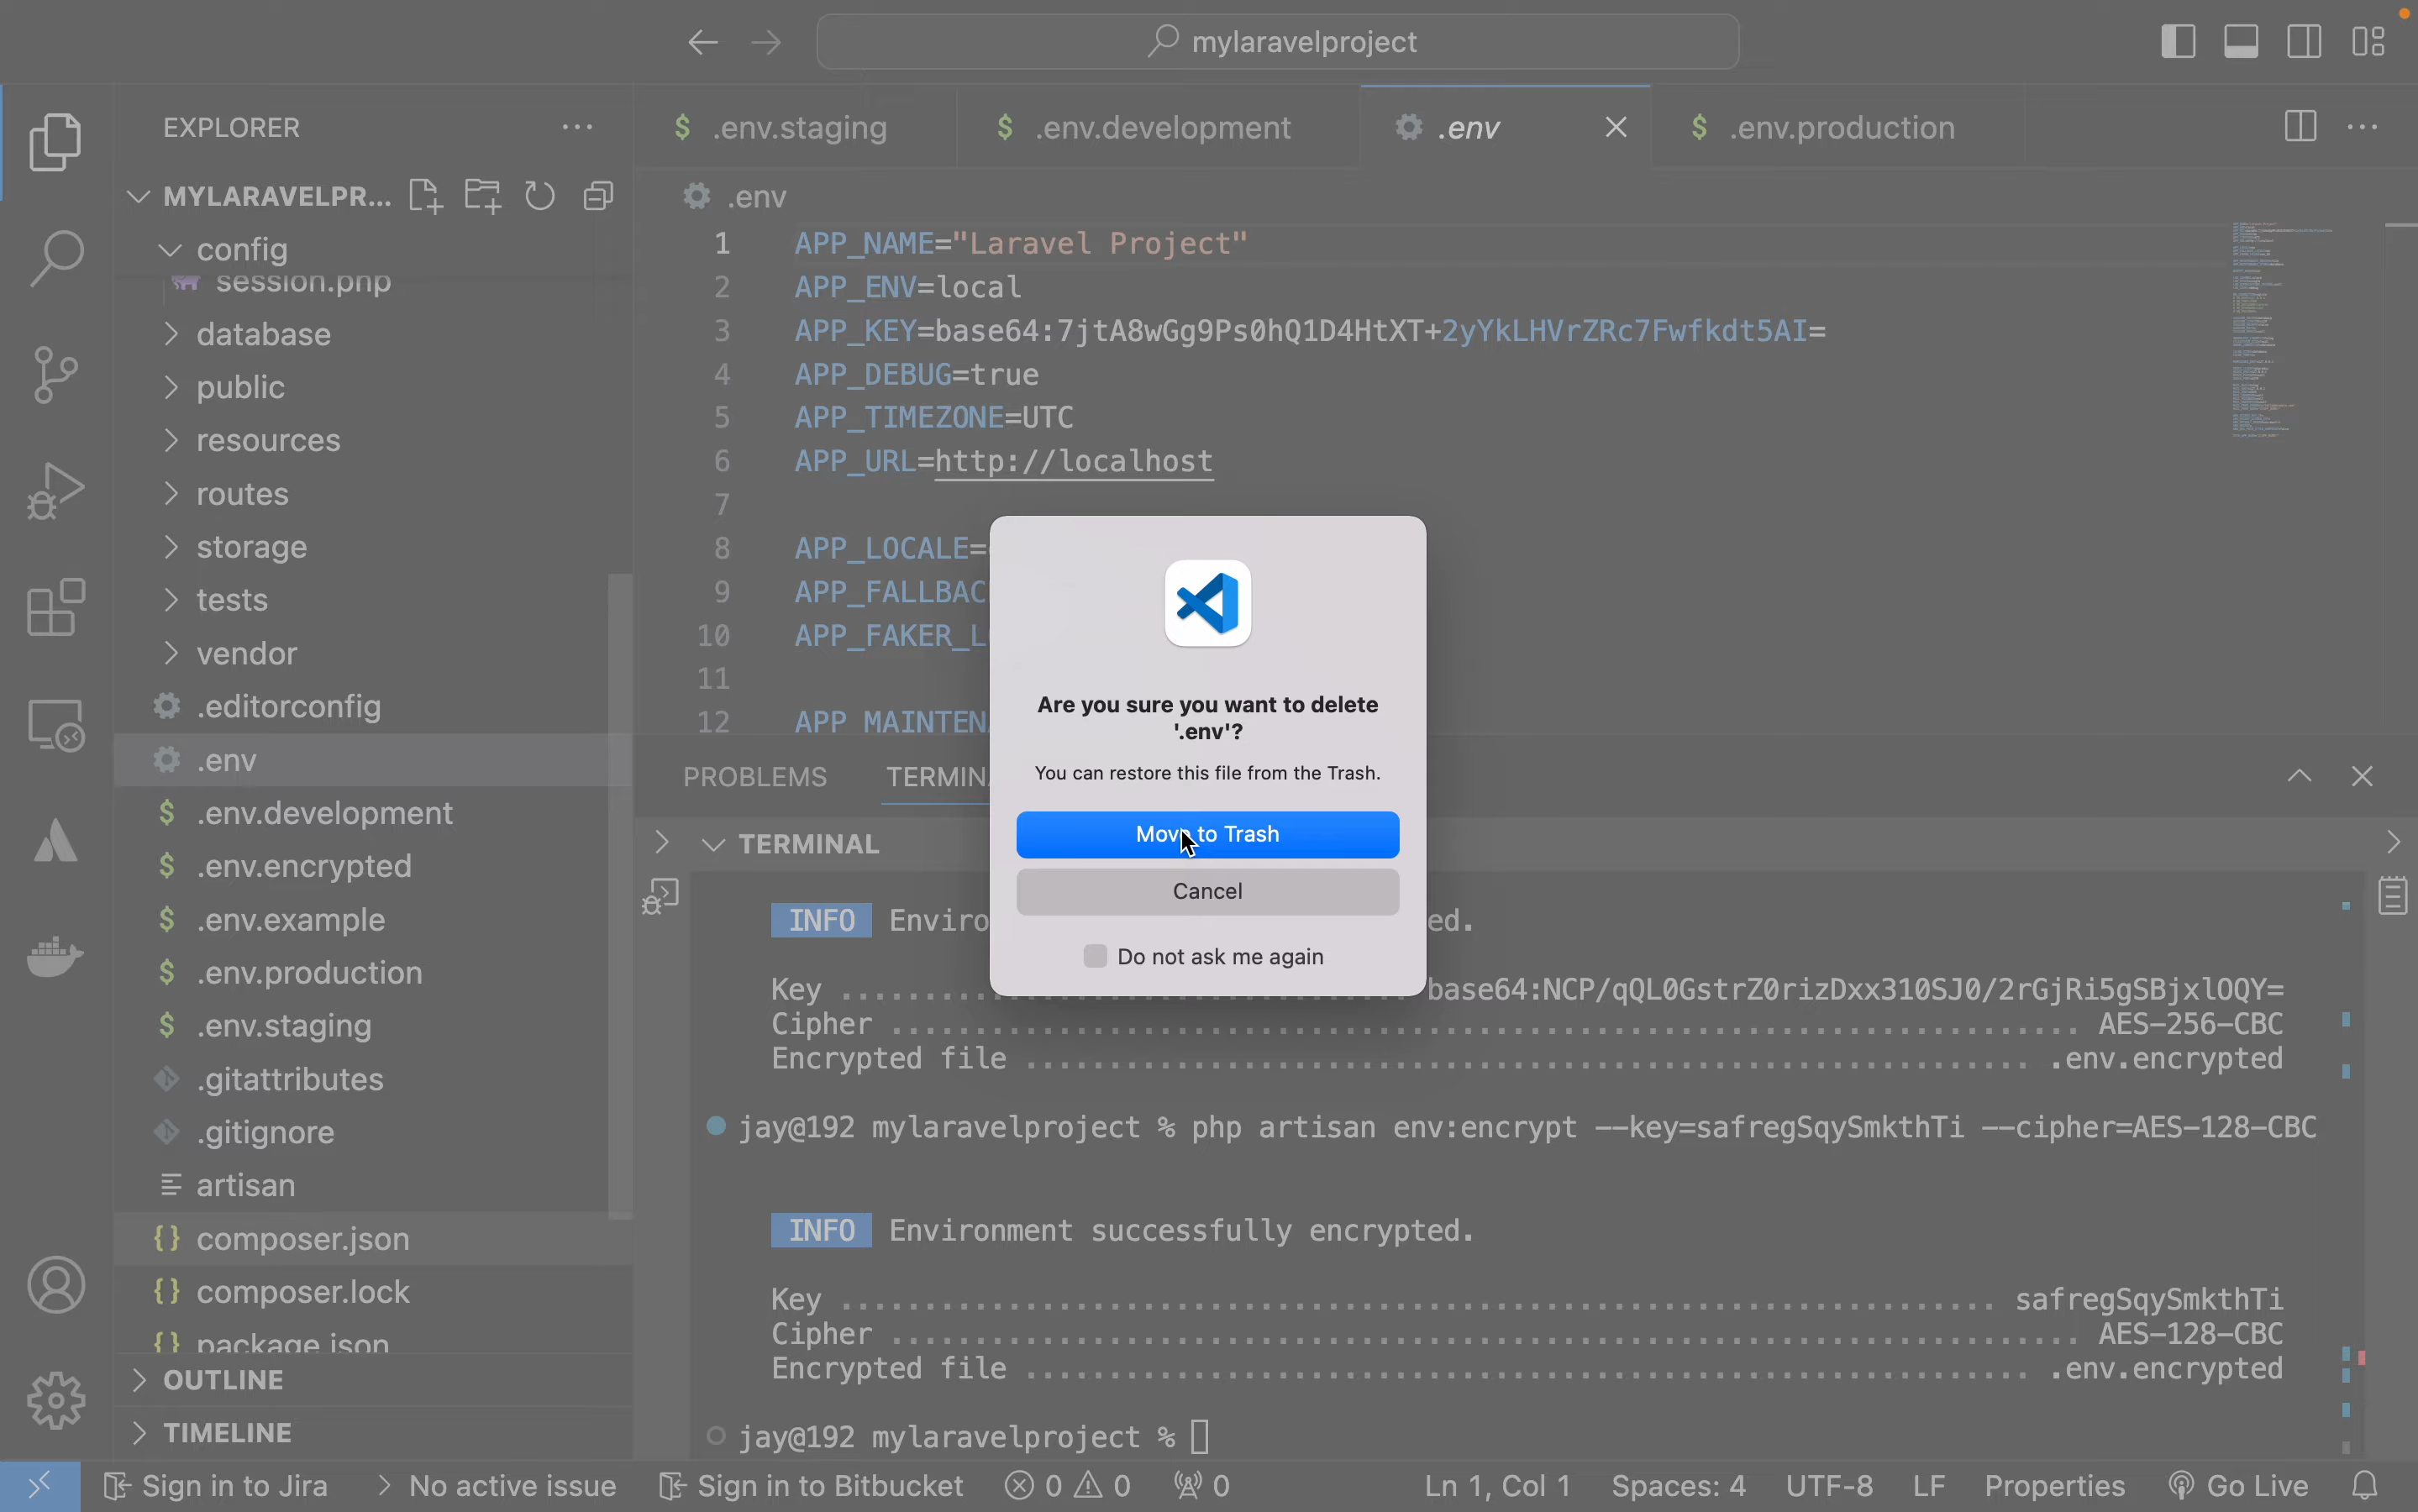 mylaravelproject
EXPLORER
.env.staging
.env.development
.env
.env.production
MYLARAVELPR...
config
session.php
database
public
resources
routes
storage
tests
vendor
.editorconfig
.env
.env.development
.env.encrypted
.env.example
.env.production
.env.staging
.gitattributes
.gitignore
artisan
composer.json
composer.lock
package.json
OUTLINE
TIMELINE
.env
1 APP_NAME="Laravel Project"
2 APP_ENV=local
3 APP_KEY=base64:7jtA8wGg9Ps0hQ1D4HtXT+2yYkLHVrZRc7Fwfkdt5AI=
4 APP_DEBUG=true
5 APP_TIMEZONE=UTC
6 APP_URL=http://localhost
7
8 APP_LOCALE=
9 APP_FALLBAC
10 APP_FAKER_L
11
12 APP_MAINTEN
Are you sure you want to delete
'.env'?
You can restore this file from the Trash.
Move to Trash
Cancel
Do not ask me again
PROBLEMS TERMIN
TERMINAL
INFO Enviro ed.
Key .......... base64:NCP/qQL0GstrZ0rizDxx310SJ0/2rGjRi5gSBjxlOQY=
Cipher .......... AES-256-CBC
Encrypted file .......... .env.encrypted
jay@192 mylaravelproject % php artisan env:encrypt --key=safregSqySmkthTi --cipher=AES-128-CBC
INFO Environment successfully encrypted.
Key .......... safregSqySmkthTi
Cipher .......... AES-128-CBC
Encrypted file .......... .env.encrypted
jay@192 mylaravelproject %
Sign in to Jira > No active issue Sign in to Bitbucket 0 0 0 Ln 1, Col 1 Spaces: 4 UTF-8 LF Properties Go Live